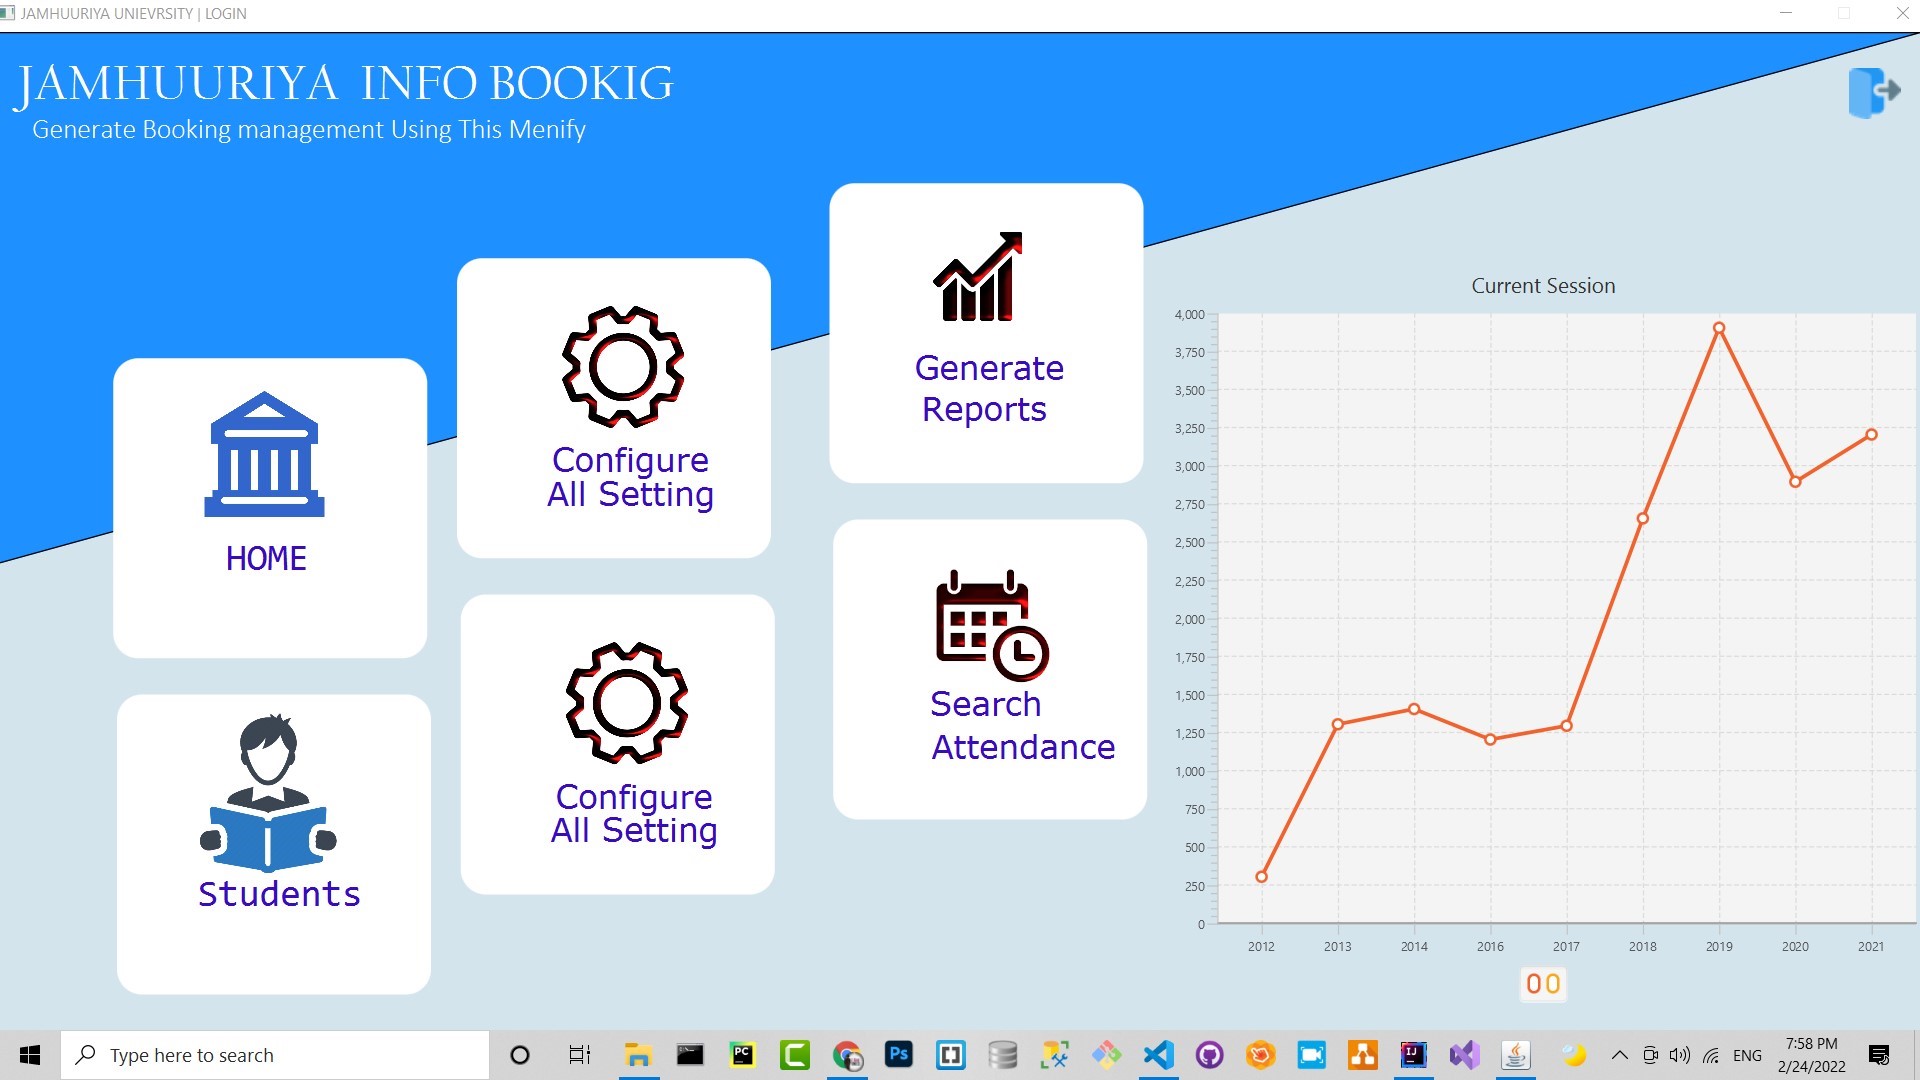 JAMHUURIYA UNIEVRSITY | LOGIN
JAMHUURIYA INFO BOOKIG
Generate Booking management Using This Menify
HOME
Configure
All Setting
Generate
Reports
Students
Configure
All Setting
Search
Attendance
Current Session
4,000
3,750
3,500
3,250
3,000
2,750
2,500
2,250
2,000
1,750
1,500
1,250
1,000
750
500
250
0
2012 2013 2014 2016 2017 2018 2019 2020 2021
Type here to search
PC
Ps
IJ
ENG
7:58 PM
2/24/2022